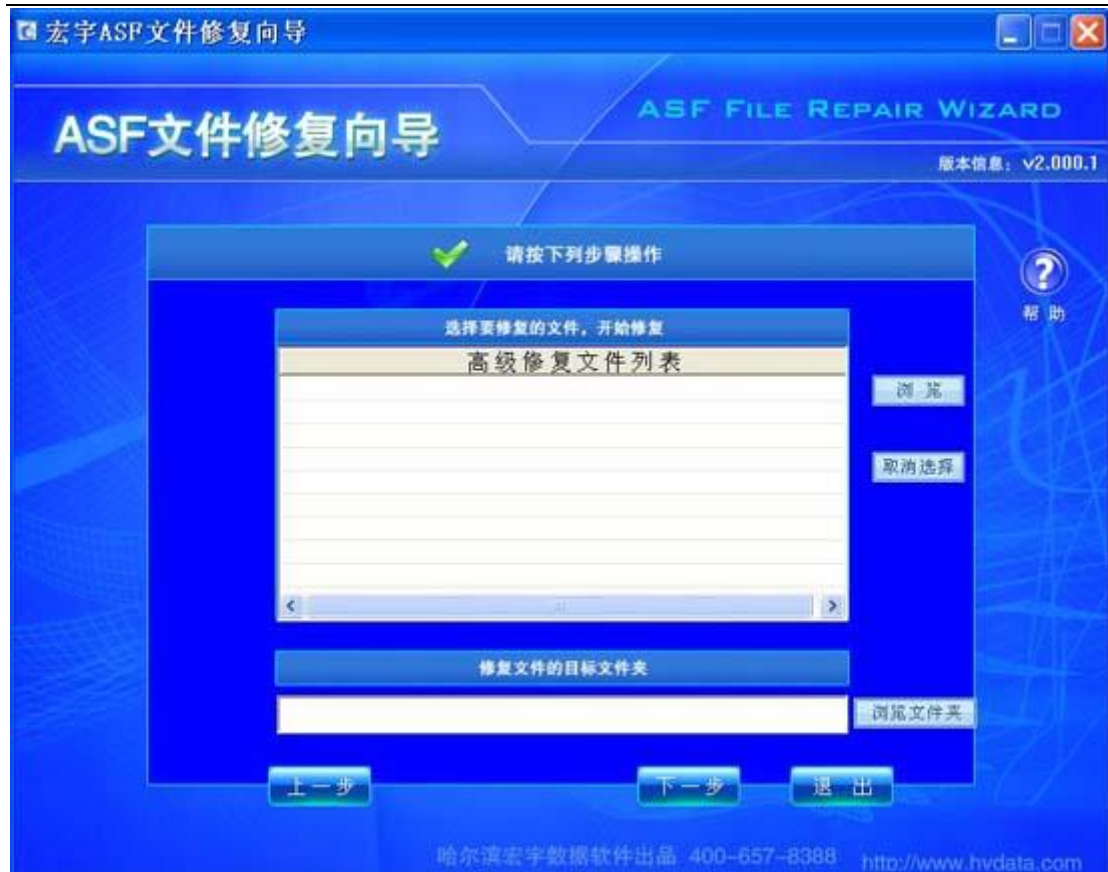 宏宇ASF文件修复向导
ASF文件修复向导
ASF FILE REPAIR WIZARD
版本信息：v2.000.1
请按下列步骤操作
帮 助
选择要修复的文件，开始修复
高级修复文件列表
浏 览
取消选择
修复文件的目标文件夹
浏览文件夹
上一步
下一步
退 出
哈尔滨宏宇数据软件出品 400-657-8388 http://www.hydata.com